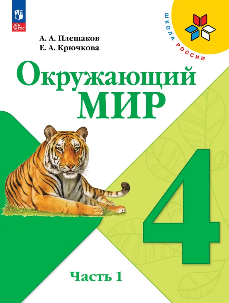 А. А. Плешаков
Е. А. Крючкова
ШКОЛА РОССИИ
Окружающий
МИР
4
Часть 1